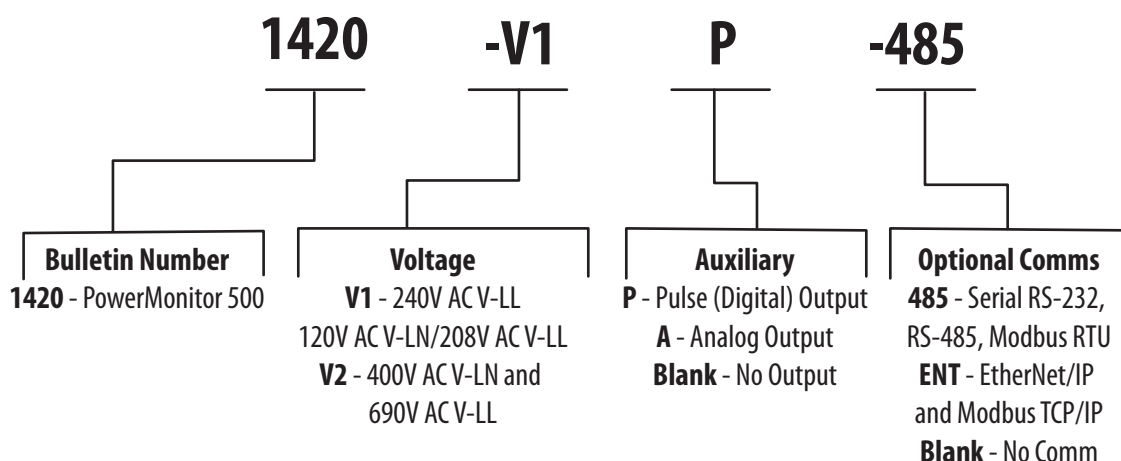 1420 -V1 P -485
Bulletin Number
1420 - PowerMonitor 500
Voltage
V1 - 240V AC V-LL
120V AC V-LN/208V AC V-LL
V2 - 400V AC V-LN and
690V AC V-LL
Auxiliary
P - Pulse (Digital) Output
A - Analog Output
Blank - No Output
Optional Comms
485 - Serial RS-232,
RS-485, Modbus RTU
ENT - EtherNet/IP
and Modbus TCP/IP
Blank - No Comm